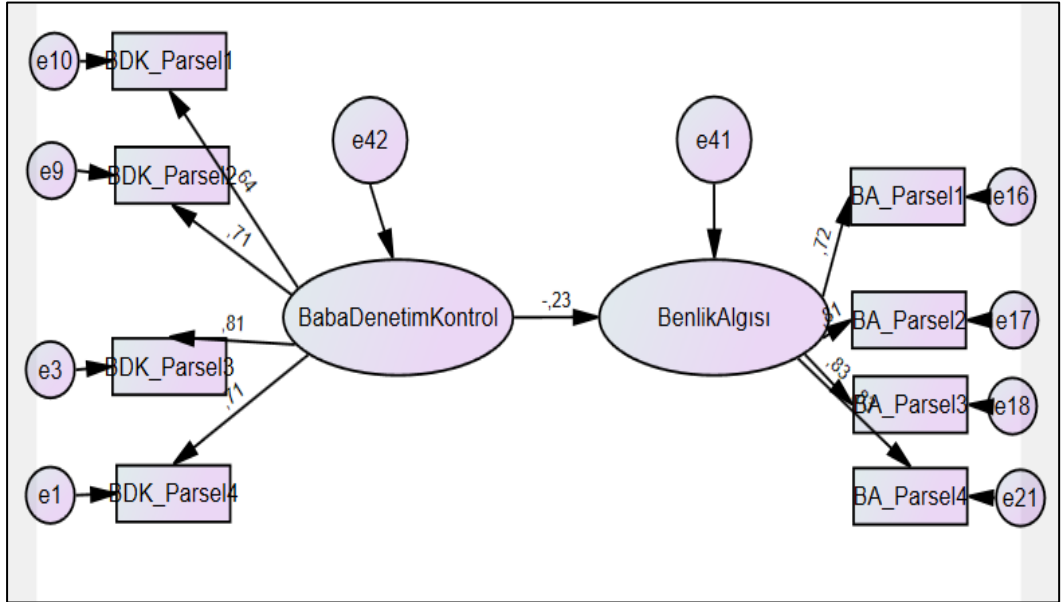 e10
BDK_Parsel1
e9
BDK_Parsel2
,64
,71
e42
e41
BA_Parsel1
e16
,72
BabaDenetimKontrol
-,23
BenlikAlgısı
,81
BA_Parsel2
e17
e3
BDK_Parsel3
,81
,83
BA_Parsel3
e18
,71
e1
BDK_Parsel4
BA_Parsel4
e21